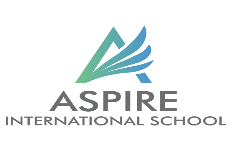 ASPIRE
INTERNATIONAL SCHOOL